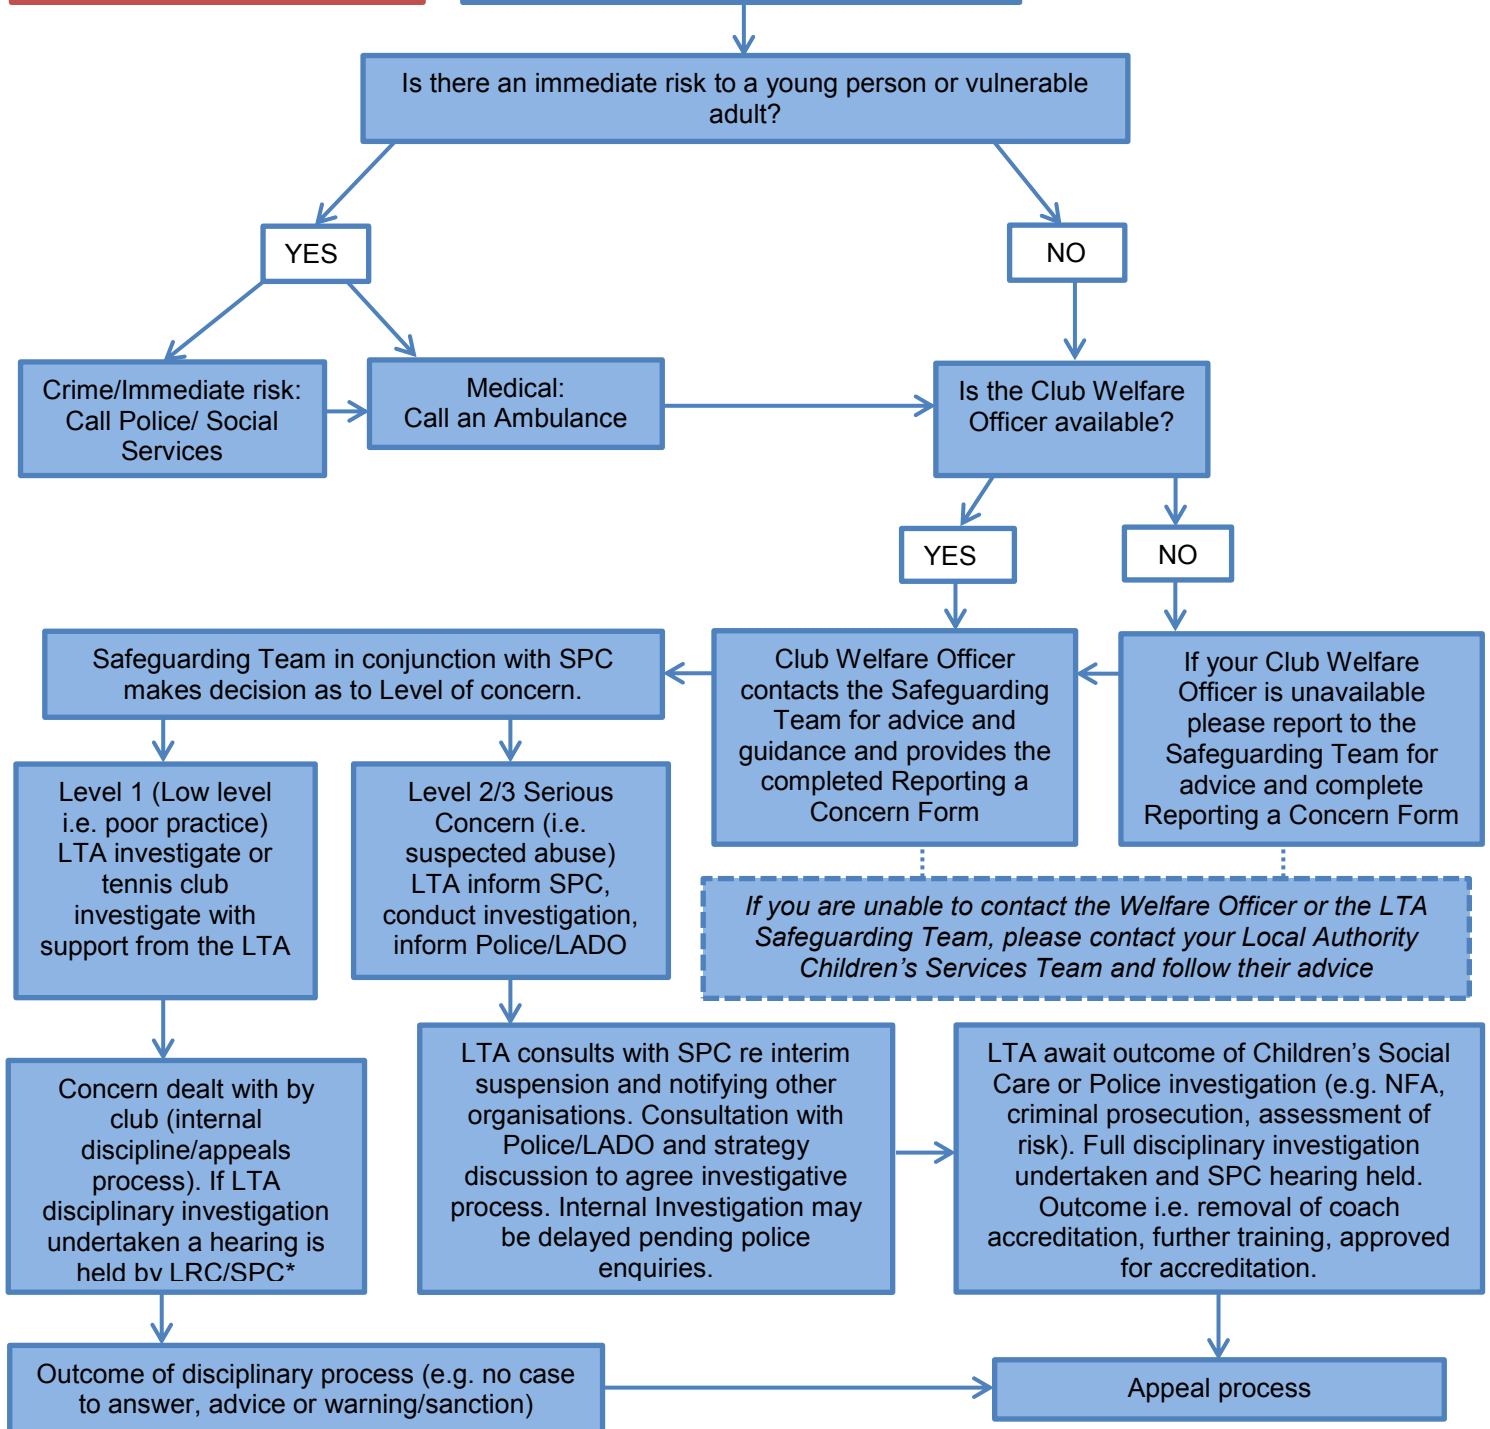 Is there an immediate risk to a young person or vulnerable
adult?
YES
NO
Crime/Immediate risk:
Call Police/ Social
Services
Medical:
Call an Ambulance
Is the Club Welfare
Officer available?
YES
NO
Safeguarding Team in conjunction with SPC
makes decision as to Level of concern.
Club Welfare Officer
contacts the Safeguarding
Team for advice and
guidance and provides the
completed Reporting a
Concern Form
If your Club Welfare
Officer is unavailable
please report to the
Safeguarding Team for
advice and complete
Reporting a Concern Form
Level 1 (Low level
i.e. poor practice)
LTA investigate or
tennis club
investigate with
support from the LTA
Level 2/3 Serious
Concern (i.e.
suspected abuse)
LTA inform SPC,
conduct investigation,
inform Police/LADO
If you are unable to contact the Welfare Officer or the LTA
Safeguarding Team, please contact your Local Authority
Children’s Services Team and follow their advice
Concern dealt with by
club (internal
discipline/appeals
process). If LTA
disciplinary investigation
undertaken a hearing is
held by LRC/SPC*
LTA consults with SPC re interim
suspension and notifying other
organisations. Consultation with
Police/LADO and strategy
discussion to agree investigative
process. Internal Investigation may
be delayed pending police
enquiries.
LTA await outcome of Children’s Social
Care or Police investigation (e.g. NFA,
criminal prosecution, assessment of
risk). Full disciplinary investigation
undertaken and SPC hearing held.
Outcome i.e. removal of coach
accreditation, further training, approved
for accreditation.
Outcome of disciplinary process (e.g. no case
to answer, advice or warning/sanction)
Appeal process